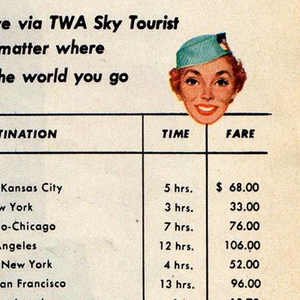 re via TWA Sky Tourist
matter where
he world you go
TINATION TIME FARE
Kansas City 5 hrs. $ 68.00
w York 3 hrs. 33.00
o-Chicago 7 hrs. 76.00
Angeles 12 hrs. 106.00
New York 4 hrs. 52.00
an Francisco 13 hrs. 96.00